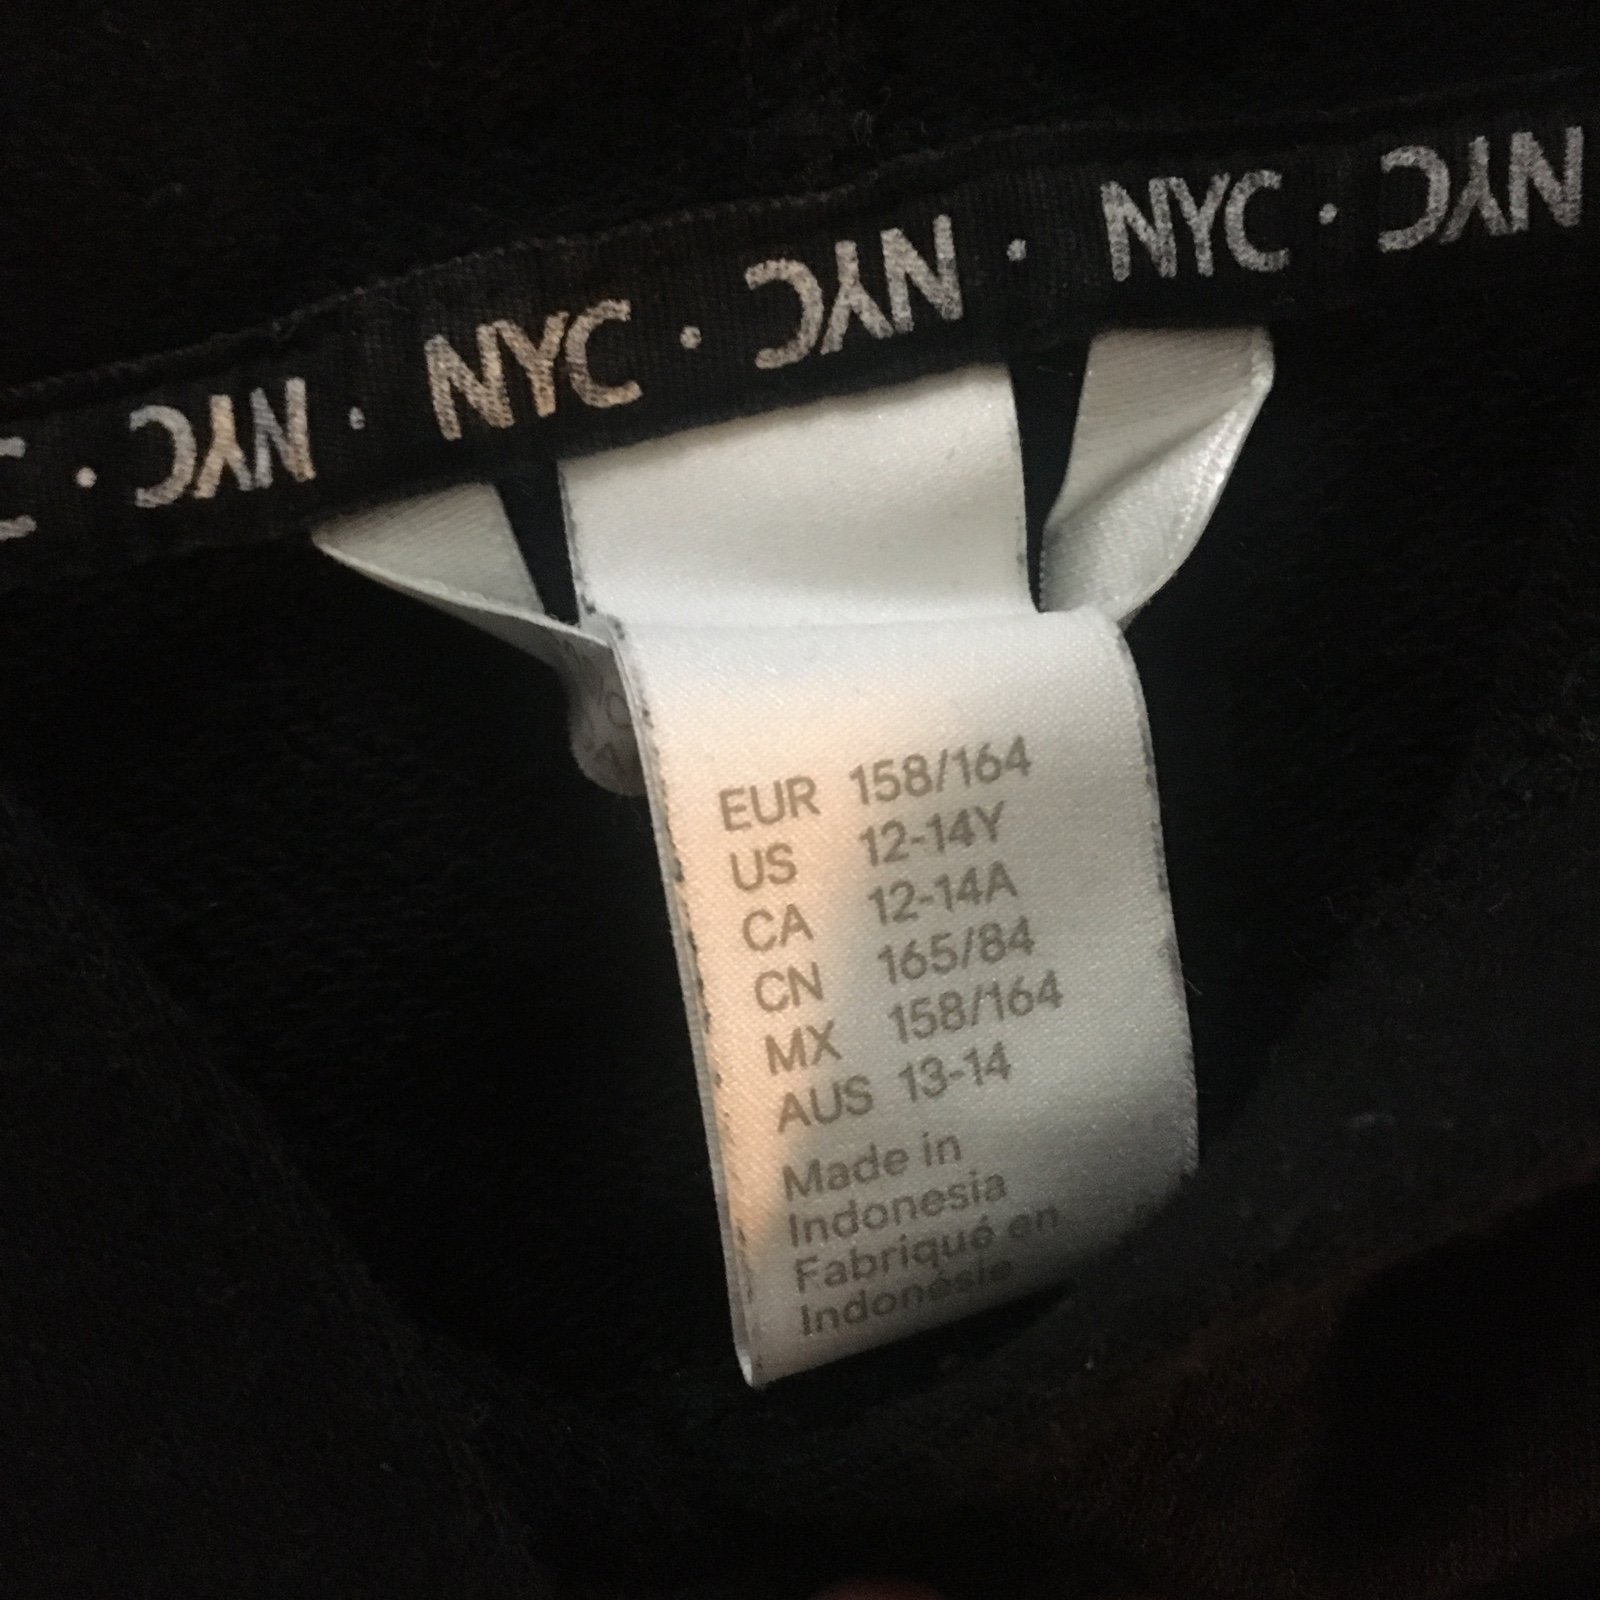 NYC · NYC · NYC · NYC · NYC
EUR 158/164
US 12-14Y
CA 12-14A
CN 165/84
MX 158/164
AUS 13-14
Made in
Indonesia
Fabriqué en
Indonésie